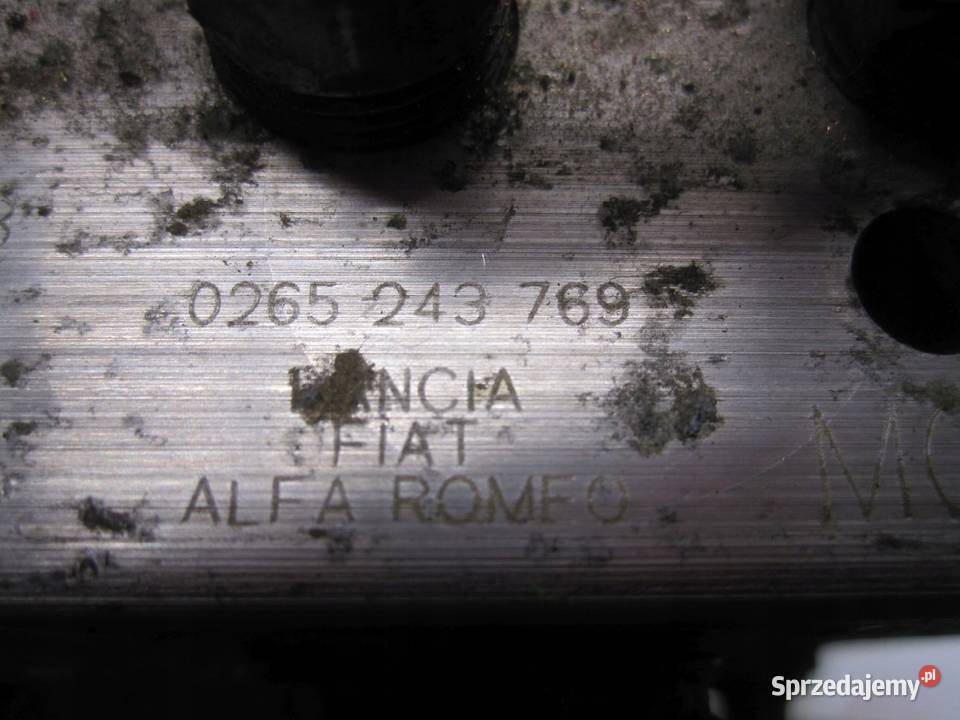 0265 243 769
LANCIA
FIAT
ALFA ROMEO
Sprzedajemy.pl